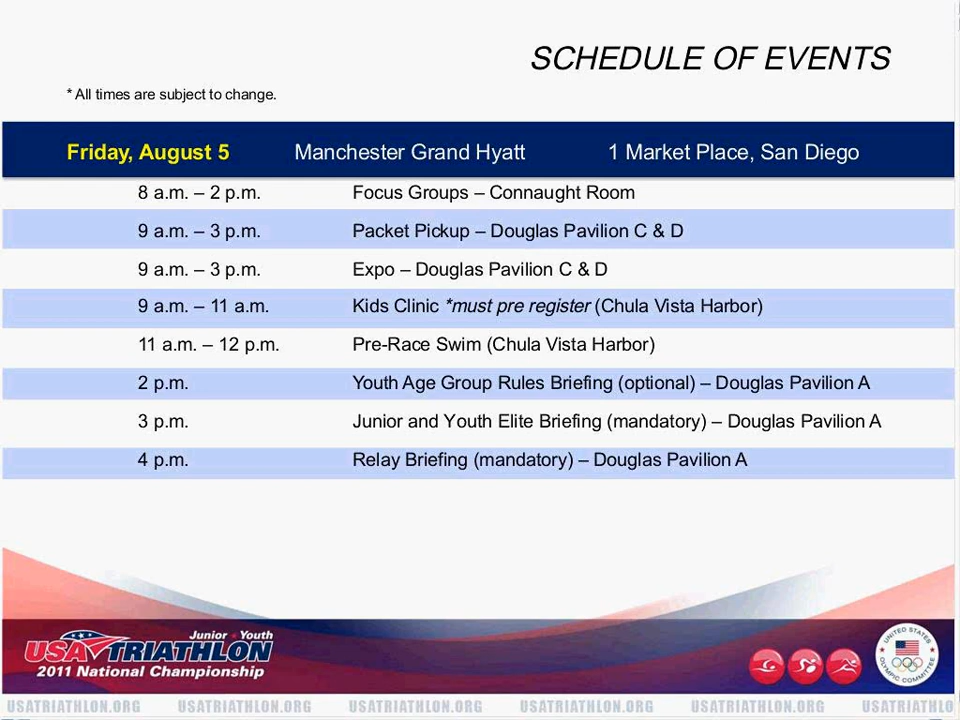 SCHEDULE OF EVENTS
* All times are subject to change.
Friday, August 5 Manchester Grand Hyatt 1 Market Place, San Diego
8 a.m. – 2 p.m. Focus Groups – Connaught Room
9 a.m. – 3 p.m. Packet Pickup – Douglas Pavilion C & D
9 a.m. – 3 p.m. Expo – Douglas Pavilion C & D
9 a.m. – 11 a.m. Kids Clinic *must pre register (Chula Vista Harbor)
11 a.m. – 12 p.m. Pre-Race Swim (Chula Vista Harbor)
2 p.m. Youth Age Group Rules Briefing (optional) – Douglas Pavilion A
3 p.m. Junior and Youth Elite Briefing (mandatory) – Douglas Pavilion A
4 p.m. Relay Briefing (mandatory) – Douglas Pavilion A
Junior Youth
USA TRIATHLON
2011 National Championship
UNITED STATES
OLYMPIC COMMITTEE
USATRIATHLON.ORG USATRIATHLON.ORG USATRIATHLON.ORG USATRIATHLON.ORG USATRIATHLON.ORG USATRIATHLO